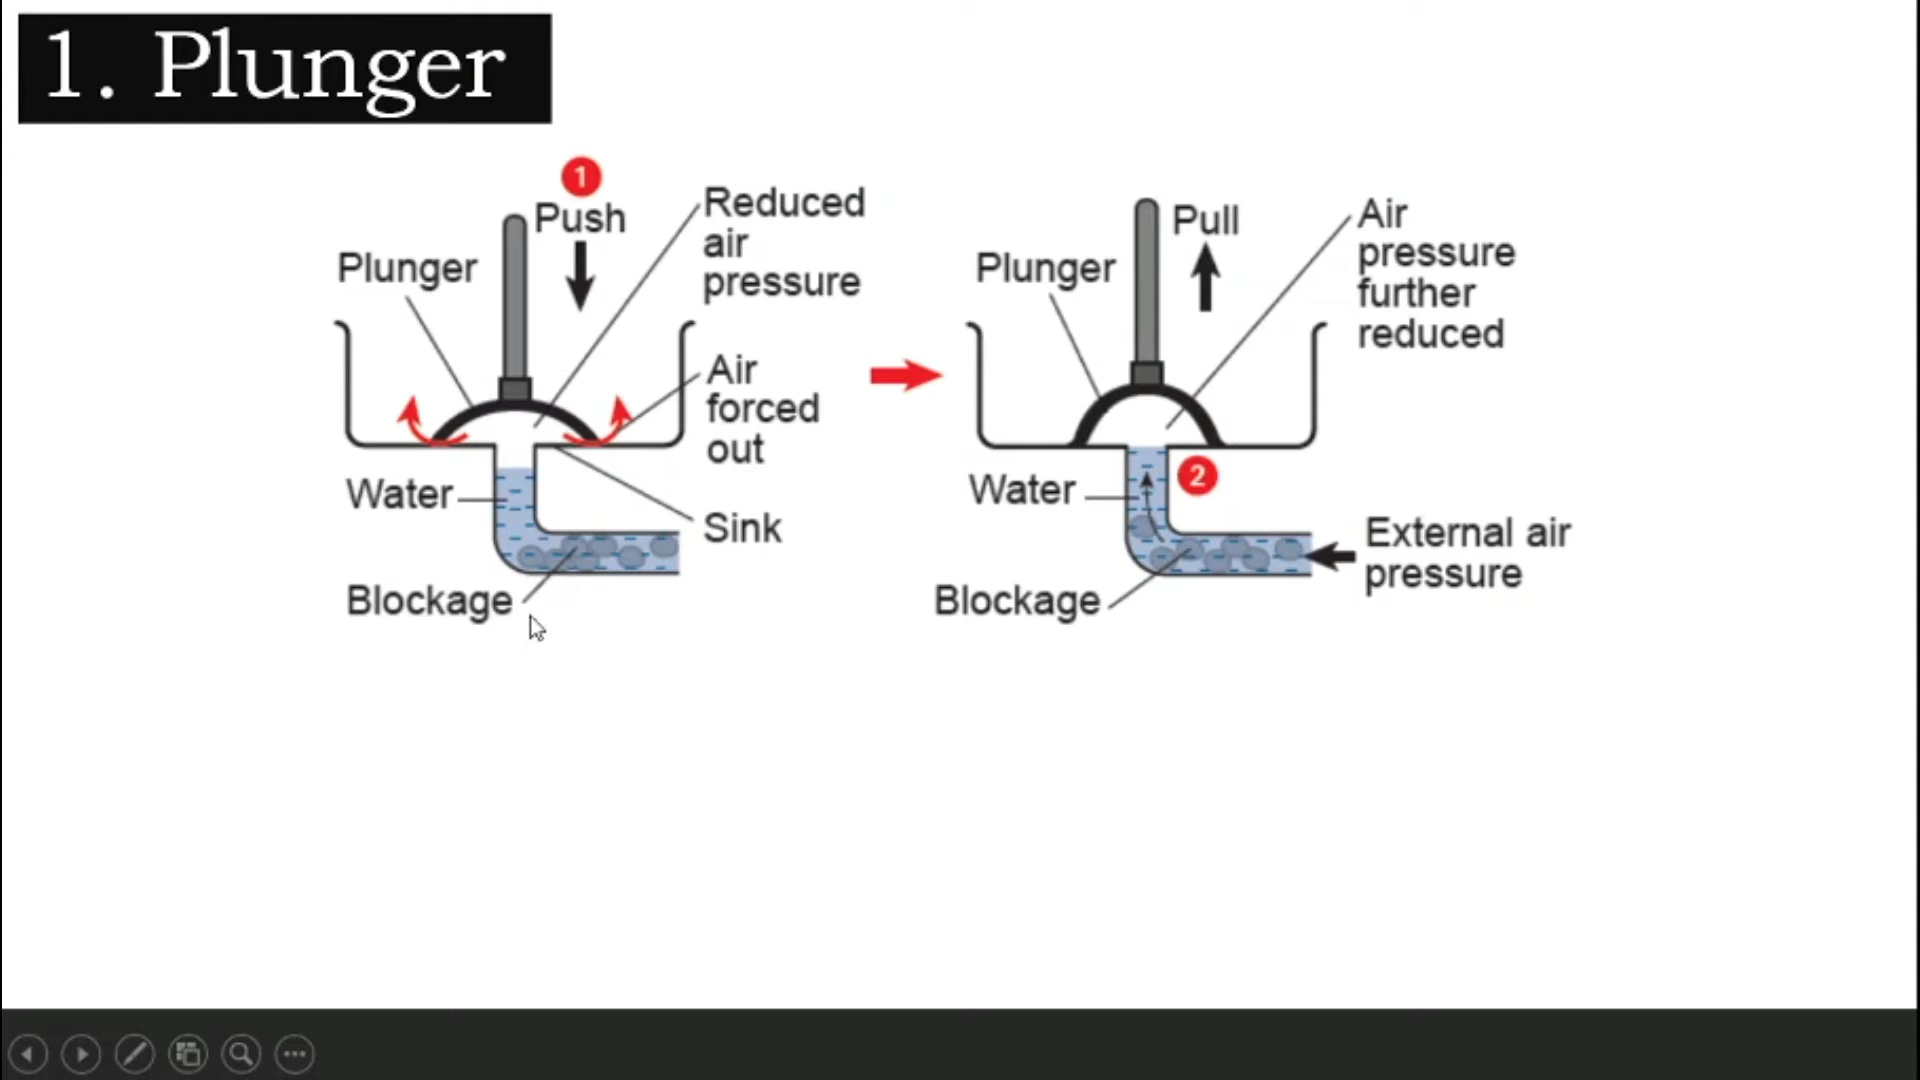 1. Plunger
1
Push
Plunger
Reduced
air
pressure
Air
forced
out
Water
Sink
Blockage
Pull
Plunger
Air
pressure
further
reduced
2
Water
External air
pressure
Blockage